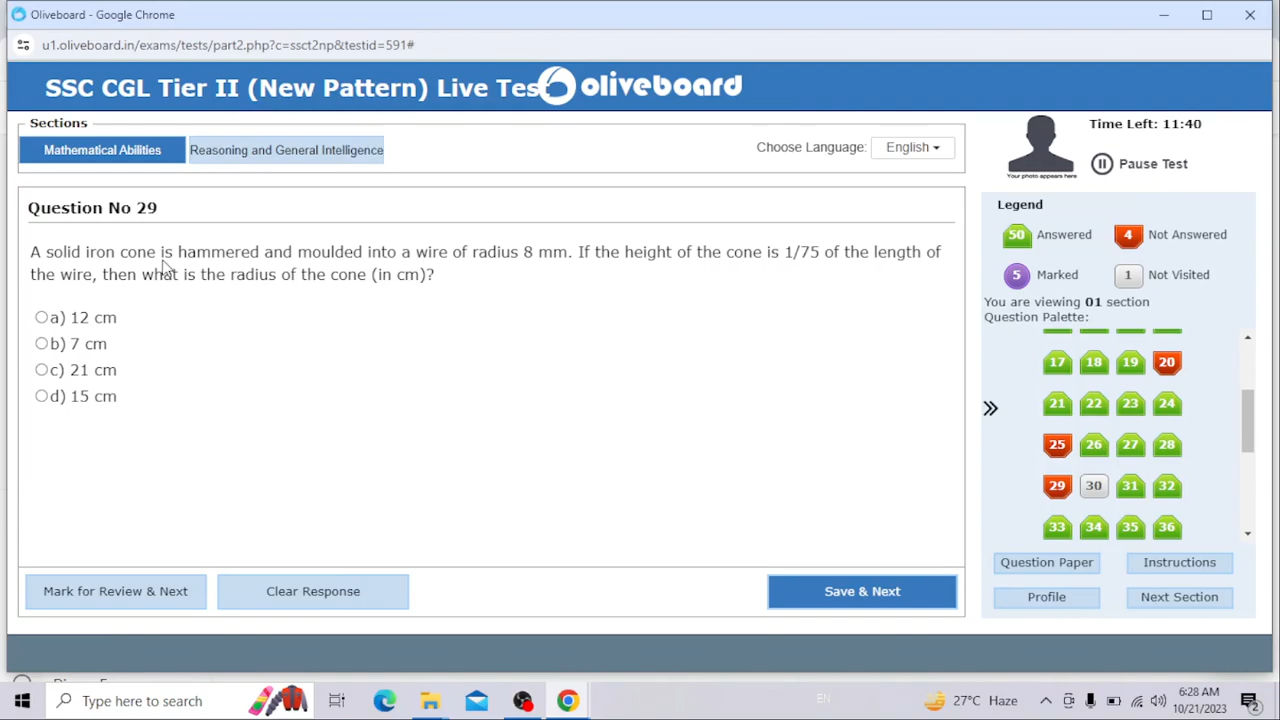 Oliveboard - Google Chrome
u1.oliveboard.in/exams/tests/part2.php?c=ssct2np&testid=591#
SSC CGL Tier II (New Pattern) Live Tes
oliveboard
Sections
Mathematical Abilities
Reasoning and General Intelligence
Choose Language:
English
Your photo appears here
Time Left: 11:40
Pause Test
Question No 29
A solid iron cone is hammered and moulded into a wire of radius 8 mm. If the height of the cone is 1/75 of the length of
the wire, then what is the radius of the cone (in cm)?
a) 12 cm
b) 7 cm
c) 21 cm
d) 15 cm
Legend
50 Answered
4 Not Answered
5 Marked
1 Not Visited
You are viewing 01 section
Question Palette:
17 18 19 20
21 22 23 24
25 26 27 28
29 30 31 32
33 34 35 36
Mark for Review & Next
Clear Response
Save & Next
Question Paper
Instructions
Profile
Next Section
Type here to search
EN
27°C Haze
6:28 AM
10/21/2023
2